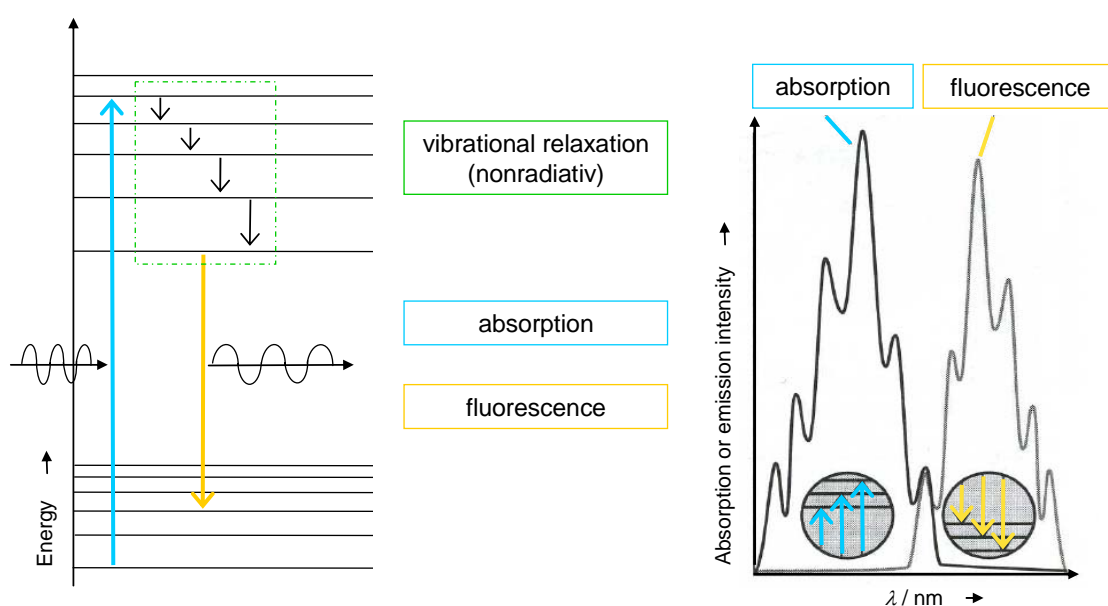 Energy →
vibrational relaxation
(nonradiativ)
absorption
fluorescence
absorption
fluorescence
Absorption or emission intensity →
λ / nm →